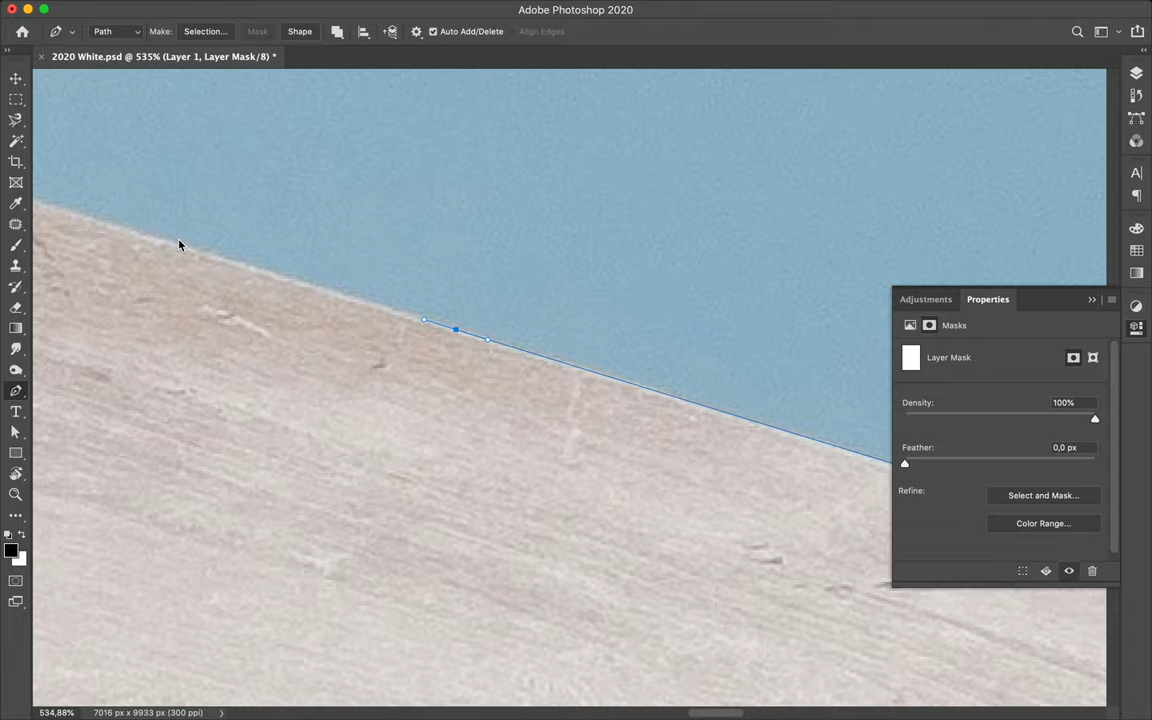 Adobe Photoshop 2020
Path
Make:
Selection...
Mask
Shape
Auto Add/Delete
Align Edges
2020 White.psd @ 535% (Layer 1, Layer Mask/8) *
Adjustments
Properties
Masks
Layer Mask
Density:
100%
Feather:
0,0 px
Refine:
Select and Mask...
Color Range...
534,88%
7016 px x 9933 px (300 ppi)